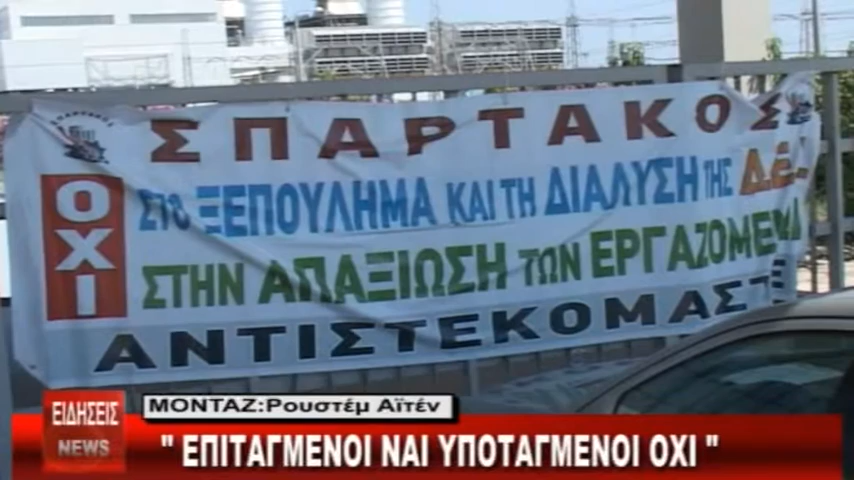 ΣΠΑΡΤΑΚΟΣ
ΟΧΙ
ΣΤΟ ΞΕΠΟΥΛΗΜΑ ΚΑΙ ΤΗ ΔΙΑΛΥΣΗ ΤΗΣ Δ.Ε.
ΣΤΗΝ ΑΠΑΞΙΩΣΗ ΤΩΝ ΕΡΓΑΖΟΜΕΝΩΝ
ΑΝΤΙΣΤΕΚΟΜΑΣΤΕ
ΜΟΝΤΑΖ:Ρουστέμ Αϊτέν
ΕΙΔΗΣΕΙΣ
NEWS
" ΕΠΙΤΑΓΜΕΝΟΙ ΝΑΙ ΥΠΟΤΑΓΜΕΝΟΙ ΟΧΙ "